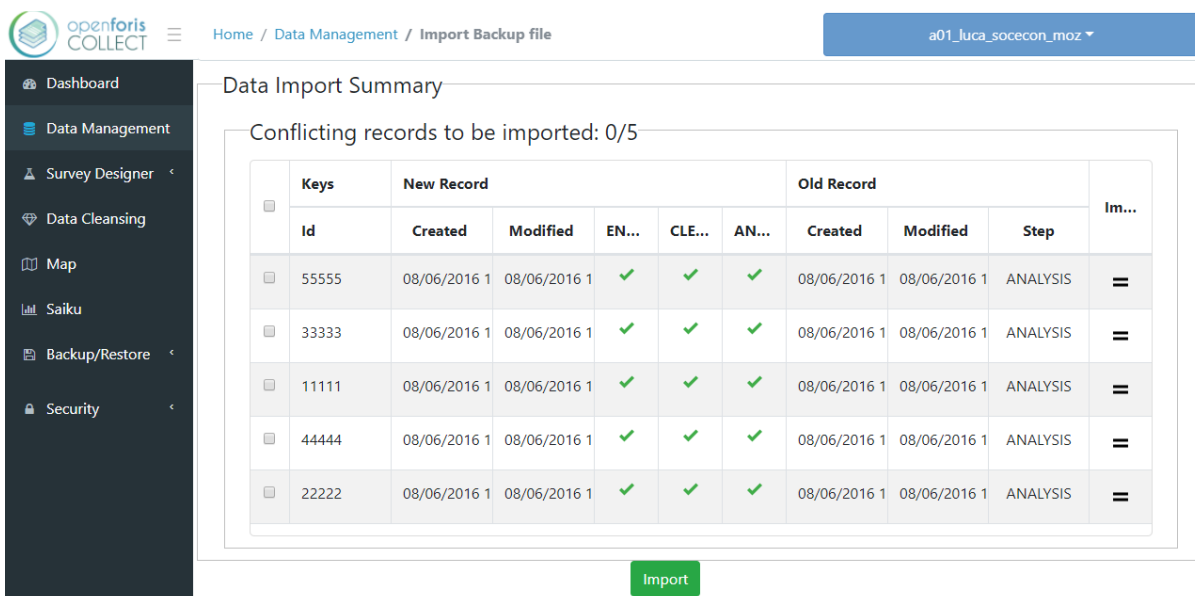 openforis
COLLECT
Home / Data Management / Import Backup file
a01_luca_socecon_moz
Dashboard
Data Management
Survey Designer
Data Cleansing
Map
Saiku
Backup/Restore
Security
Data Import Summary
Conflicting records to be imported: 0/5
Keys New Record Old Record Im...
Id Created Modified EN... CLE... AN... Created Modified Step
55555 08/06/2016 1 08/06/2016 1 08/06/2016 1 08/06/2016 1 ANALYSIS =
33333 08/06/2016 1 08/06/2016 1 08/06/2016 1 08/06/2016 1 ANALYSIS =
11111 08/06/2016 1 08/06/2016 1 08/06/2016 1 08/06/2016 1 ANALYSIS =
44444 08/06/2016 1 08/06/2016 1 08/06/2016 1 08/06/2016 1 ANALYSIS =
22222 08/06/2016 1 08/06/2016 1 08/06/2016 1 08/06/2016 1 ANALYSIS =
Import